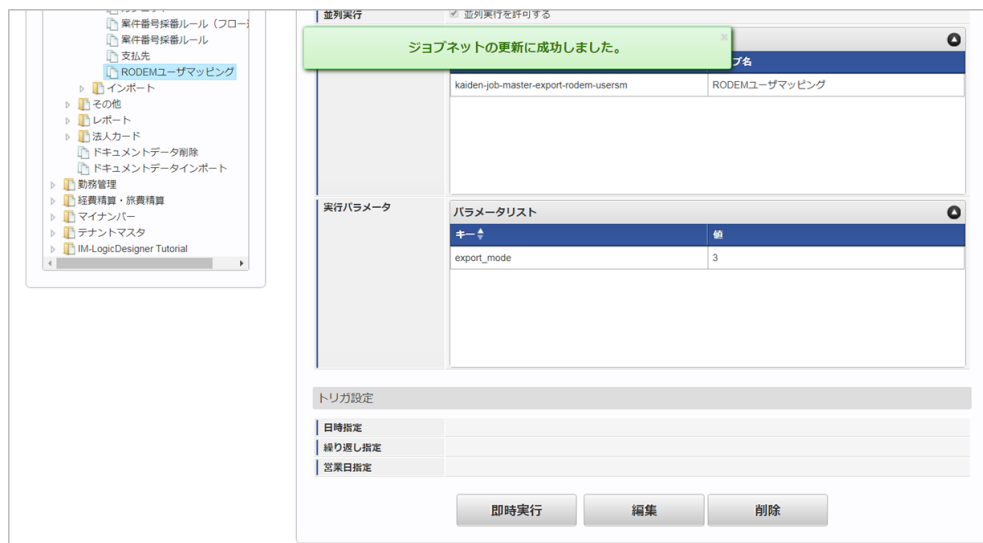 案件番号採番ルール（フロー
案件番号採番ルール
支払先
RODEMユーザマッピング
インポート
その他
レポート
法人カード
ドキュメントデータ削除
ドキュメントデータインポート
勤務管理
経費精算・旅費精算
マイナンバー
テナントマスタ
IM-LogicDesigner Tutorial
並列実行
並列実行を許可する
ジョブネットの更新に成功しました。
×
ブ名
kaiden-job-master-export-rodem-usersm
RODEMユーザマッピング
実行パラメータ
パラメータリスト
キー
値
export_mode
3
トリガ設定
日時指定
繰り返し指定
営業日指定
即時実行
編集
削除